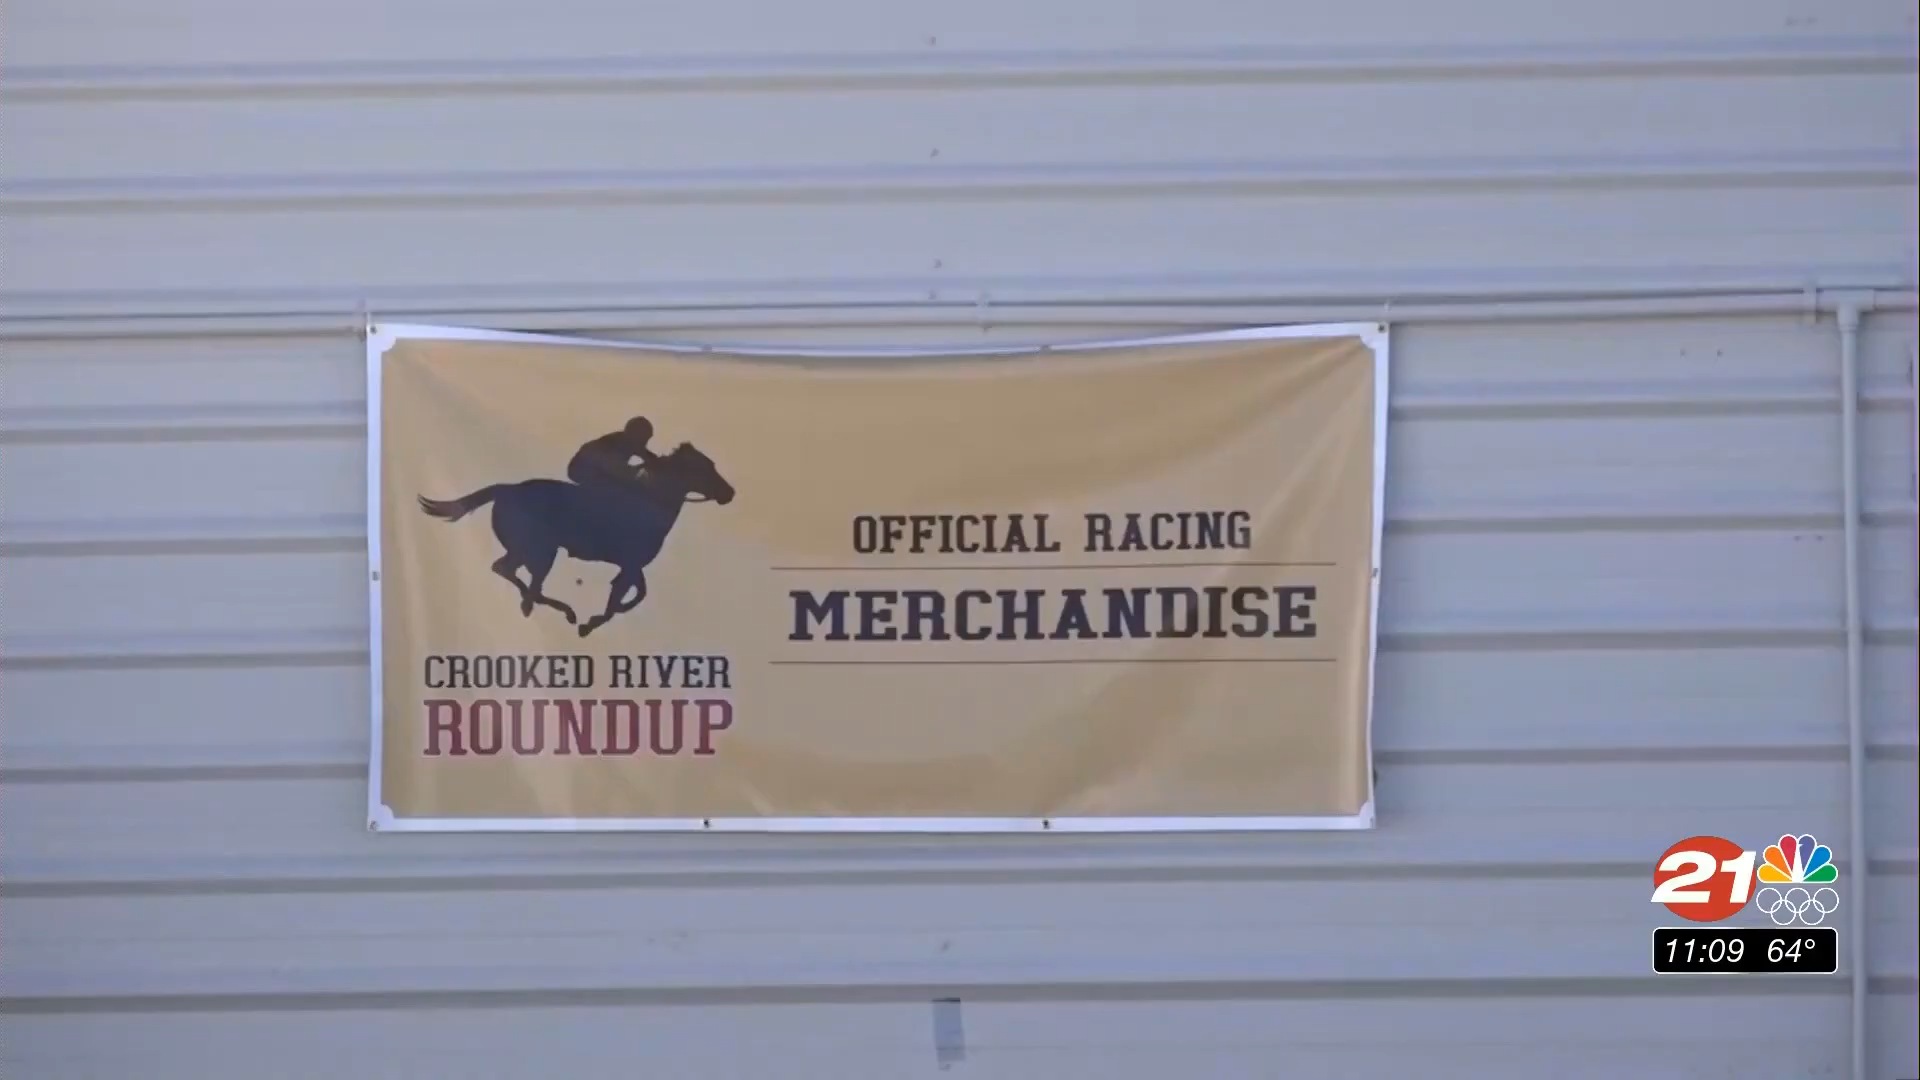 OFFICIAL RACING
MERCHANDISE
CROOKED RIVER
ROUNDUP
21
11:09 64°